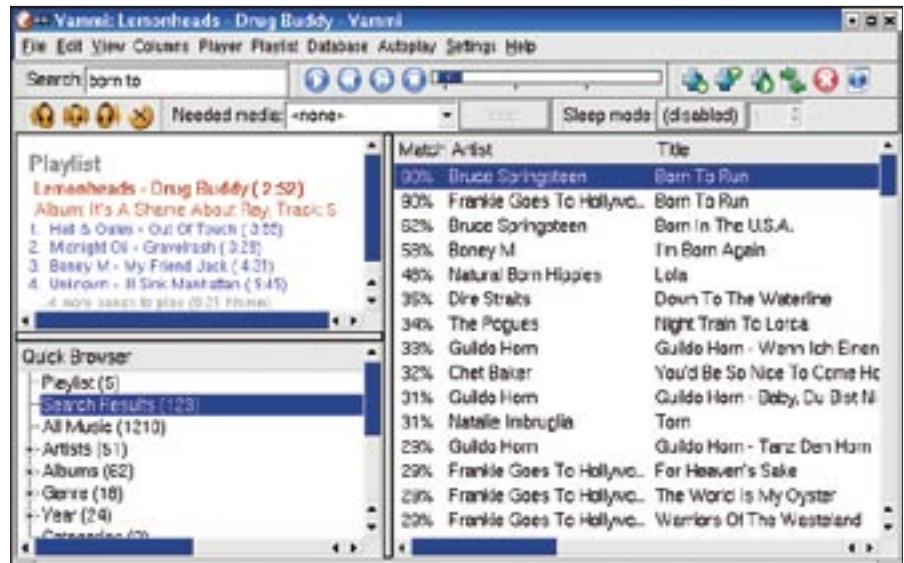 Yammi: Lemonheads - Drug Buddy - Yammi
File Edit View Columns Player Playlist Database Autoplay Settings Help
Search: born to
Needed media: <none>
Sleep mode: (disabled)
Playlist
Lemonheads - Drug Buddy (2:52)
Album: It's A Shame About Ray, Track: 5
1. Hall & Oates - Out Of Touch (3:55)
2. Midnight Oil - Gravelrash (3:28)
3. Boney M - My Friend Jack (4:31)
4. Unknown - Ill Sink Manhattan (5:45)
..4 more songs to play
Quick Browser
Playlist (5)
Search Results (123)
All Music (1210)
Artists (51)
Albums (62)
Genre (18)
Year (24)
Categories
Match Artist Title
90% Bruce Springsteen Born To Run
90% Frankie Goes To Hollywo... Born To Run
62% Bruce Springsteen Born In The U.S.A.
58% Boney M I'm Born Again
48% Natural Born Hippies Lola
36% Dire Straits Down To The Waterline
34% The Pogues Night Train To Lorca
33% Guildo Horn Guildo Horn - Wenn Ich Einen
32% Chet Baker You'd Be So Nice To Come Ho
31% Guildo Horn Guildo Horn - Baby, Du Bist Ni
31% Natalie Imbruglia Torn
29% Guildo Horn Guildo Horn - Tanz Den Horn
29% Frankie Goes To Hollywo... For Heaven's Sake
29% Frankie Goes To Hollywo... The World Is My Oyster
29% Frankie Goes To Hollywo... Warriors Of The Wasteland